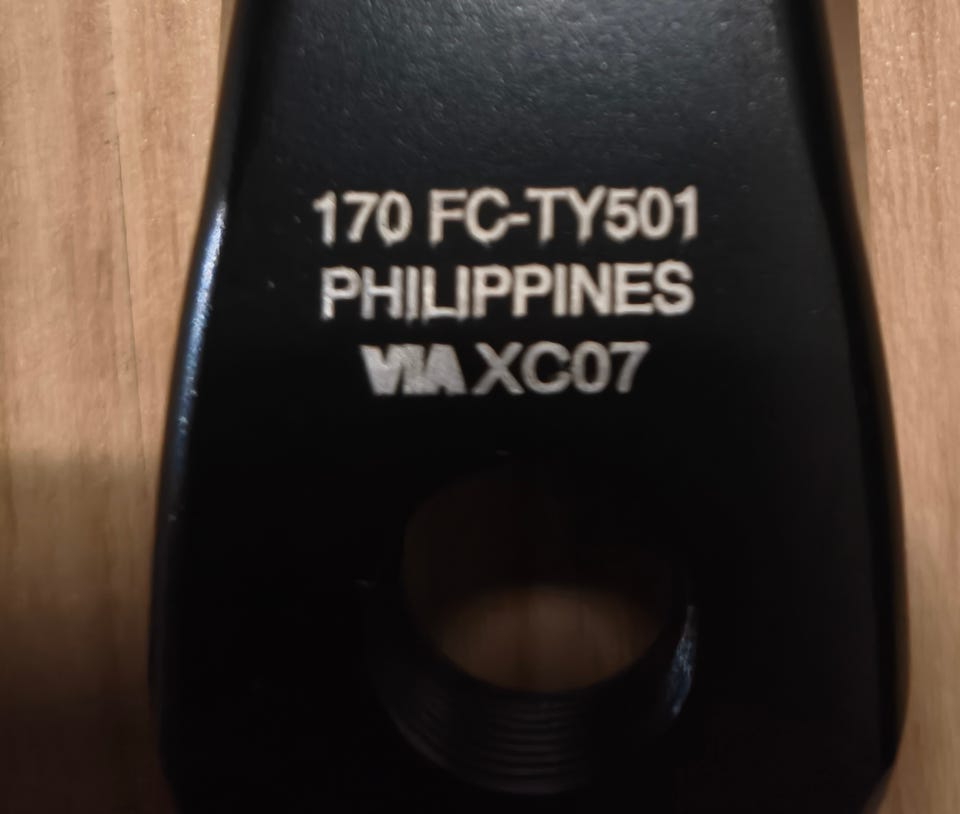 170 FC-TY501
PHILIPPINES
VIA XC07